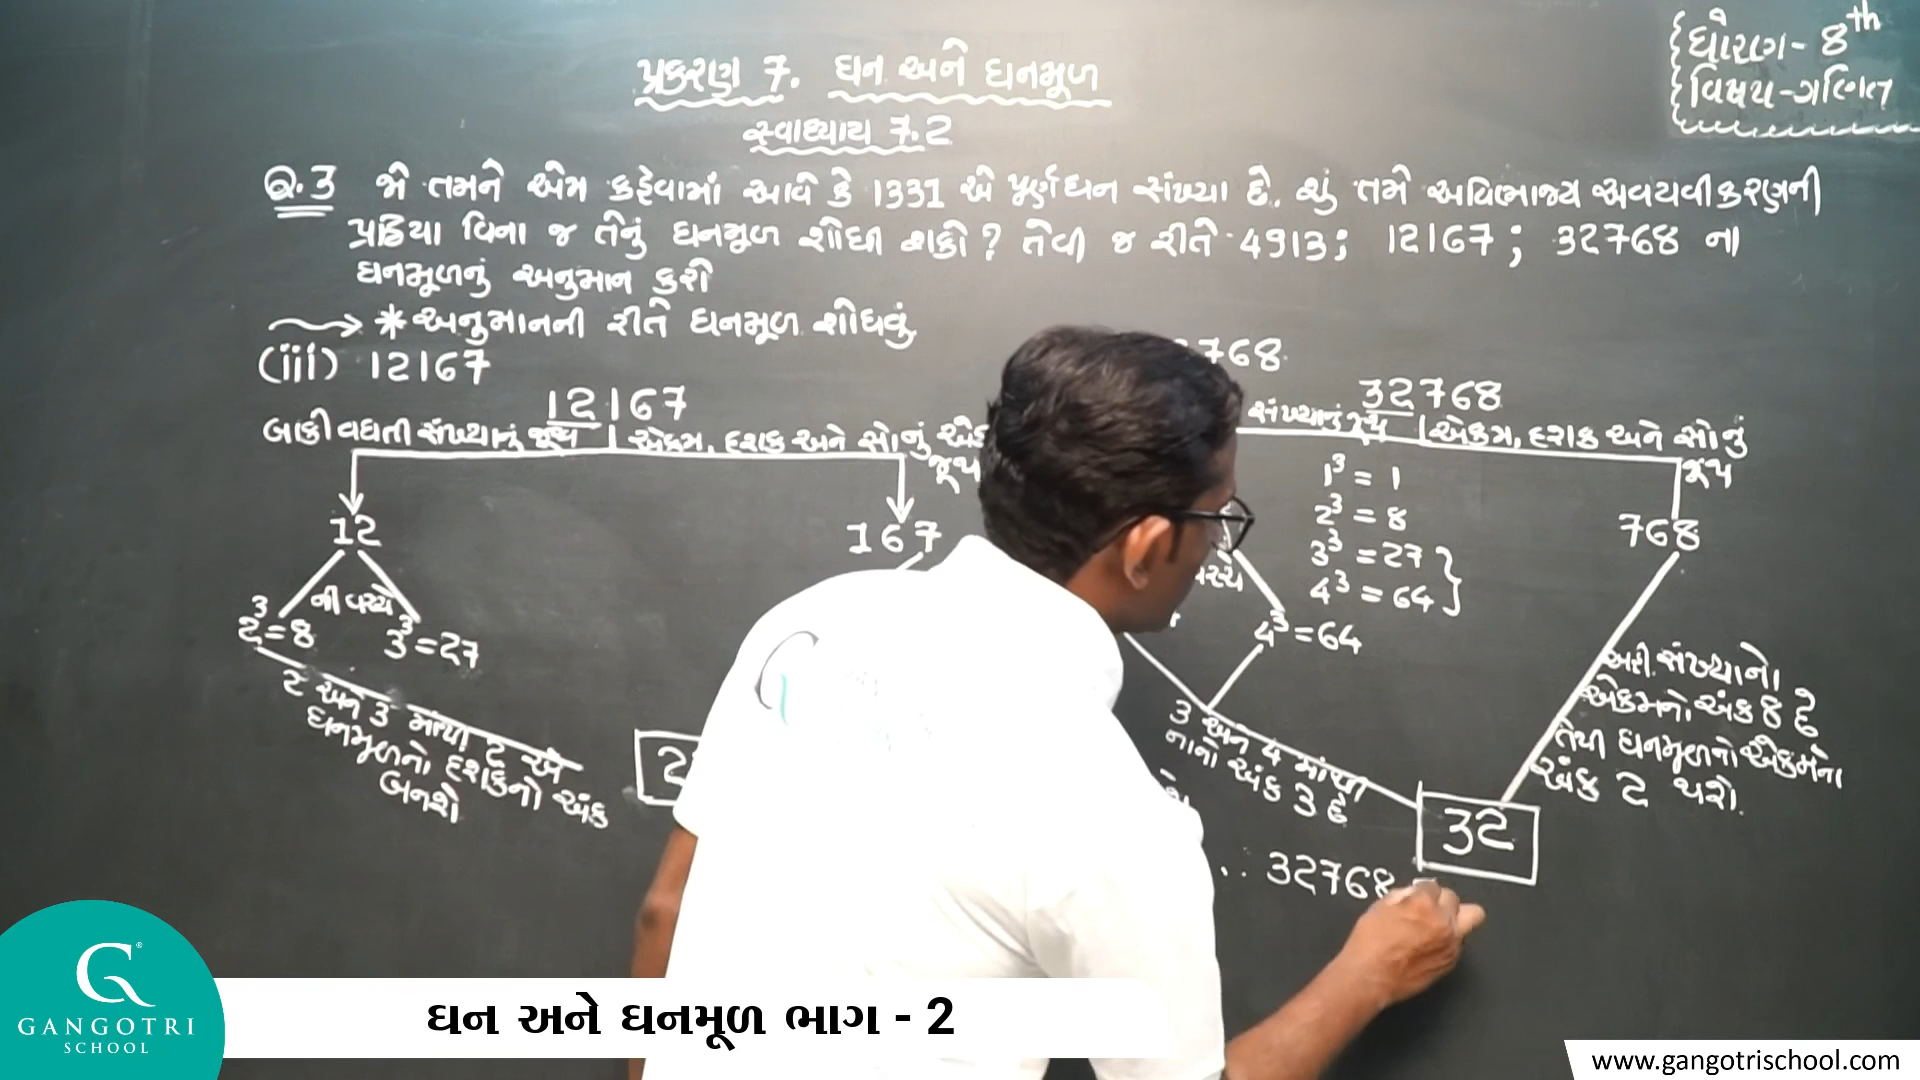 ધોરણ - 8th
વિષય - ગણિત
પ્રકરણ 7. ઘન અને ઘનમૂળ
સ્વાધ્યાય 7.2
Q.3 જો તમને એમ કહેવામાં આવે કે 1331 એ પૂર્ણઘન સંખ્યા છે. શું તમે અવિભાજ્ય અવયવીકરણની
પ્રક્રિયા વિના જ તેનું ઘનમૂળ શોધી શકો ? તેવી જ રીતે 4913 ; 12167 ; 32768 ના
ઘનમૂળનું અનુમાન કરો
* અનુમાનની રીતે ઘનમૂળ શોધવું
(iii) 12167
768
12167
32768
બાકી વધતી સંખ્યાનું જૂથ | એકમ, દશક અને સોનું
સંખ્યાનું જૂથ | એકમ, દશક અને સોનું
જૂથ
1³ = 1
2³ = 8
3³ = 27
4³ = 64
12
167
768
ની વચ્ચે
2³ = 8
3³ = 27
4³ = 64
2 અને 3 માંથી 2 એ
ઘનમૂળનો દશકનો અંક
બનશે
3 અને 4 માંથી
નાનો અંક 3 છે
અહી સંખ્યાનો
એકમનો અંક 8 છે
તેથી ઘનમૂળનો એકમનો
અંક 2 થશે.
2
32
32768
GANGOTRI
SCHOOL
ઘન અને ઘનમૂળ ભાગ - 2
www.gangotrischool.com